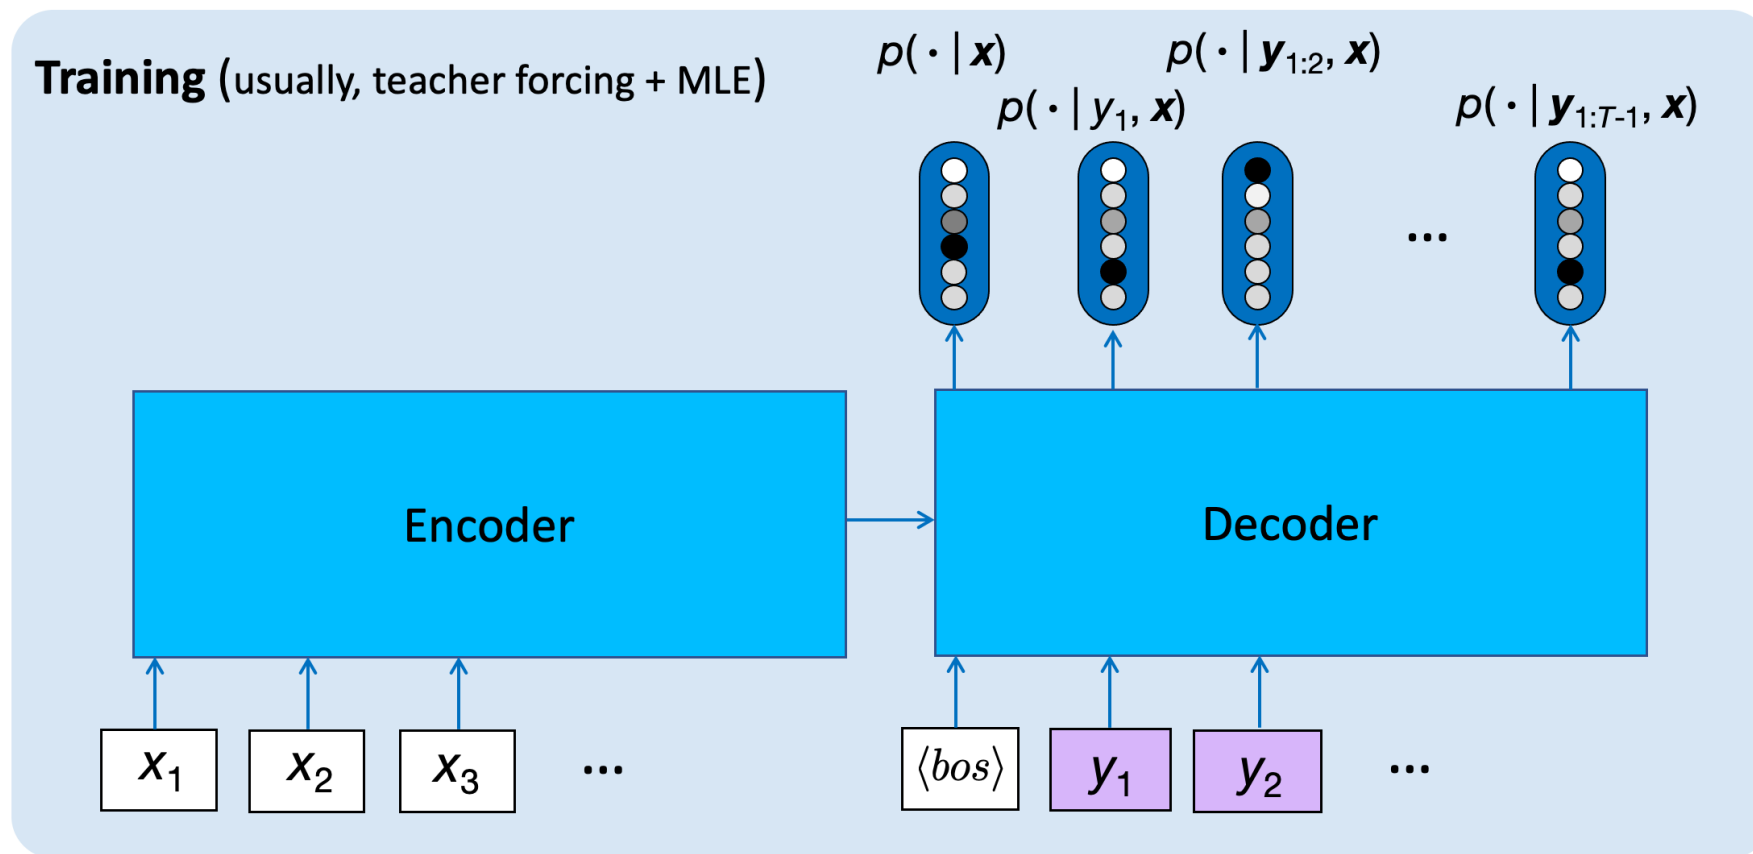 Training (usually, teacher forcing + MLE)
p( · | x)
p( · | y₁, x)
p( · | y₁:₂, x)
p( · | y₁:T-₁, x)
...
Encoder
Decoder
x₁
x₂
x₃
...
⟨bos⟩
y₁
y₂
...